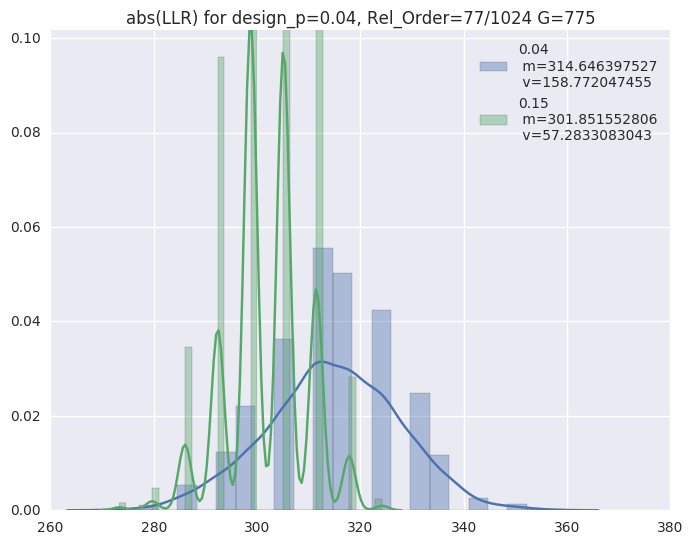 abs(LLR) for design_p=0.04, Rel_Order=77/1024 G=775
0.10
0.08
0.06
0.04
0.02
0.00
0.04
m=314.646397527
v=158.772047455
0.15
m=301.851552806
v=57.2833083043
260 280 300 320 340 360 380